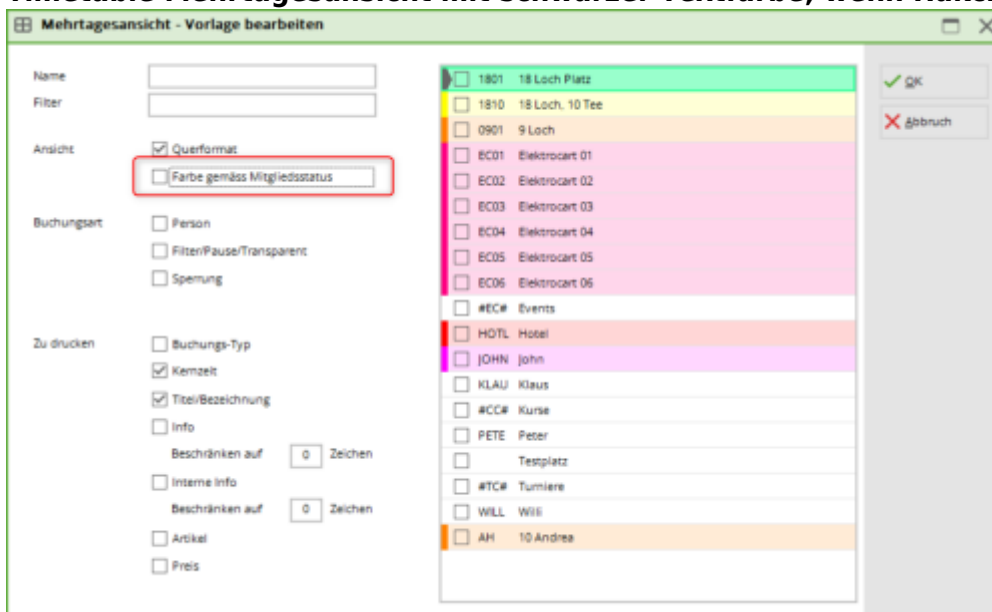 Mehrtagesansicht - Vorlage bearbeiten
Name
Filter
Ansicht
Querformat
Farbe gemäss Mitgliedsstatus
Buchungsart
Person
Filter/Pause/Transparent
Sperrung
Zu drucken
Buchungs-Typ
Kernzeit
Titel/Bezeichnung
Info
Beschränken auf 0 Zeichen
Interne Info
Beschränken auf 0 Zeichen
Artikel
Preis
1801 18 Loch Platz
1810 18 Loch, 10 Tee
0901 9 Loch
EC01 Elektrocart 01
EC02 Elektrocart 02
EC03 Elektrocart 03
EC04 Elektrocart 04
EC05 Elektrocart 05
EC06 Elektrocart 06
#EC# Events
HOTL Hotel
JOHN John
KLAU Klaus
#CC# Kurse
PETE Peter
Testplatz
#TC# Turniere
WILL Willi
AH 10 Andrea
OK
Abbruch